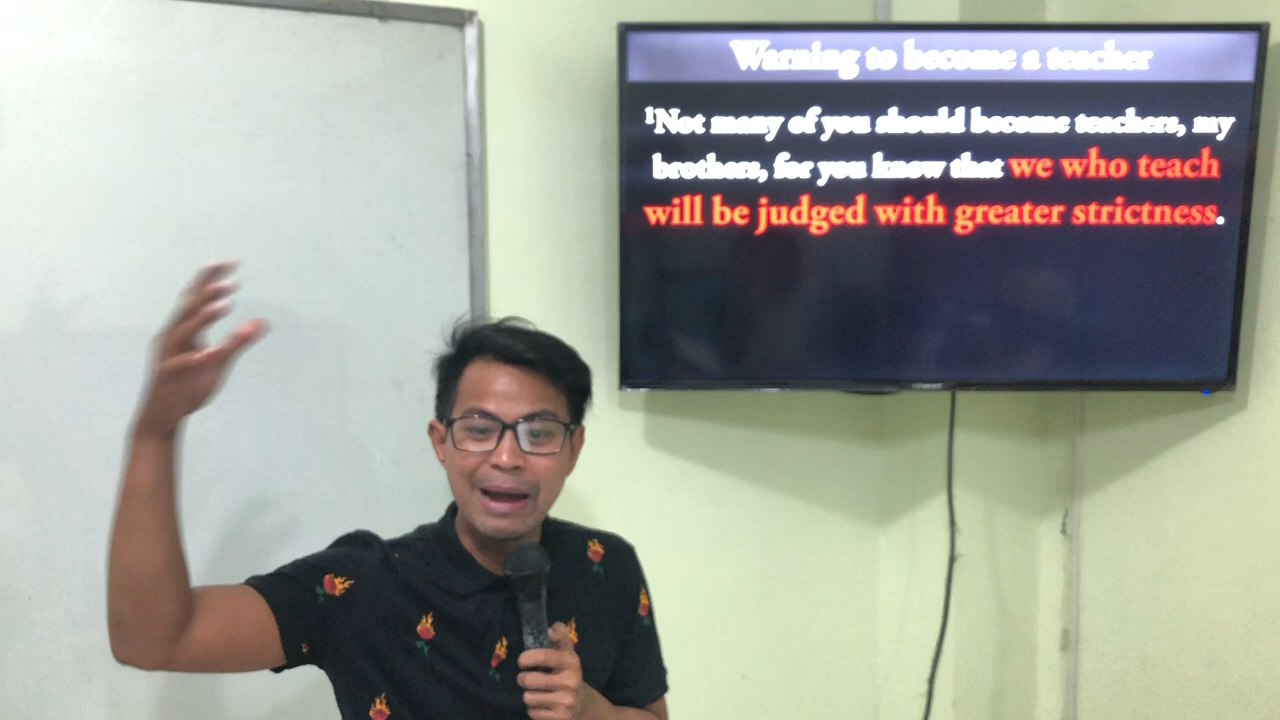 Warning to become a teacher
¹Not many of you should become teachers, my
brothers, for you know that we who teach
will be judged with greater strictness.